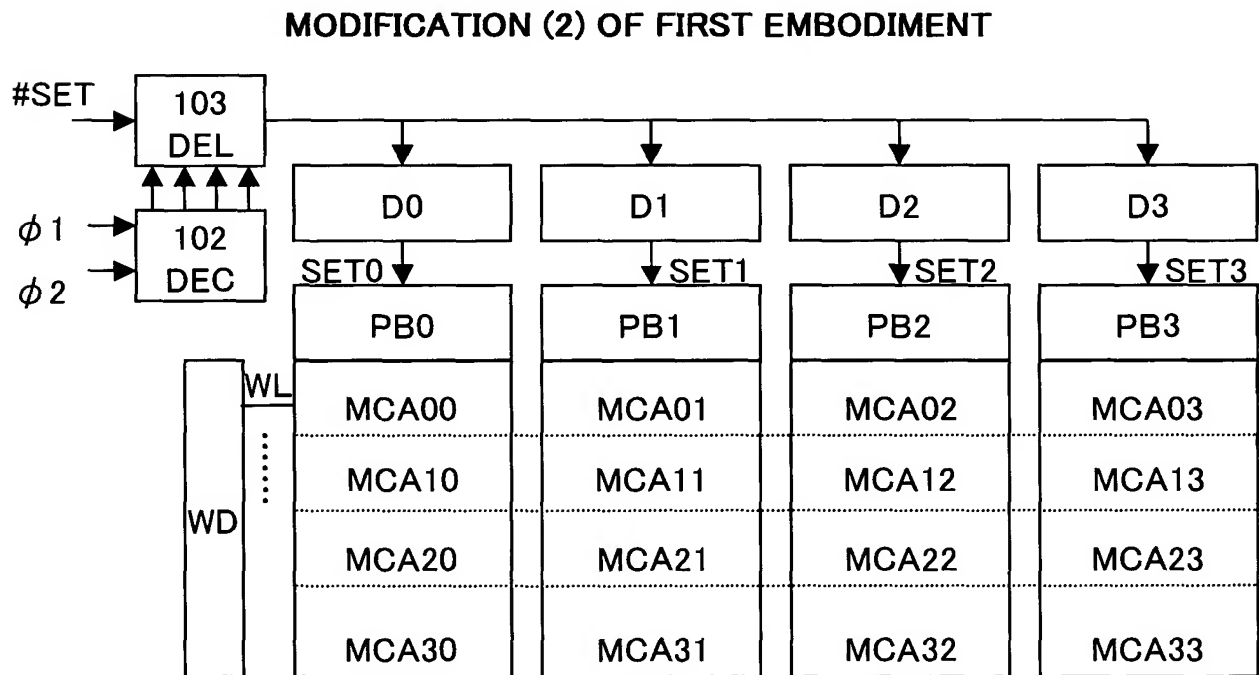 MODIFICATION (2) OF FIRST EMBODIMENT
#SET
103
DEL
D0
D1
D2
D3
φ1
φ2
102
DEC
SET0
SET1
SET2
SET3
PB0
PB1
PB2
PB3
WL
WD
MCA00
MCA01
MCA02
MCA03
MCA10
MCA11
MCA12
MCA13
MCA20
MCA21
MCA22
MCA23
MCA30
MCA31
MCA32
MCA33